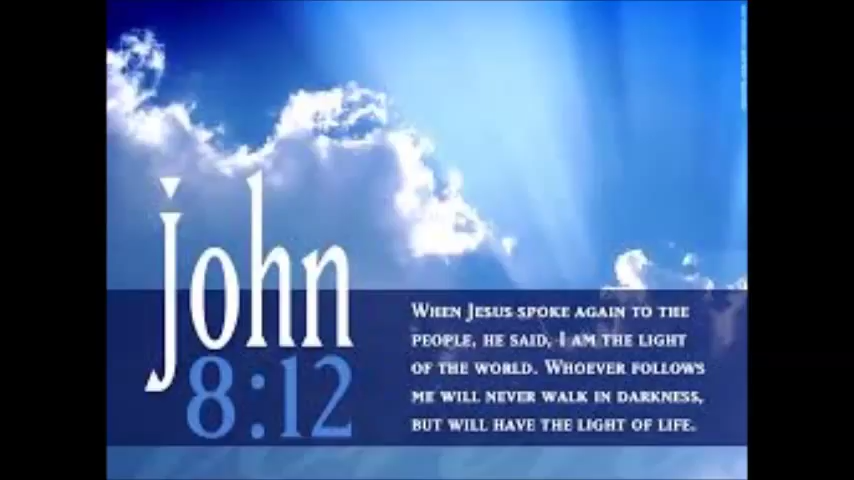 john
8:12
When Jesus spoke again to the
people, he said, I am the light
of the world. Whoever follows
me will never walk in darkness,
but will have the light of life.